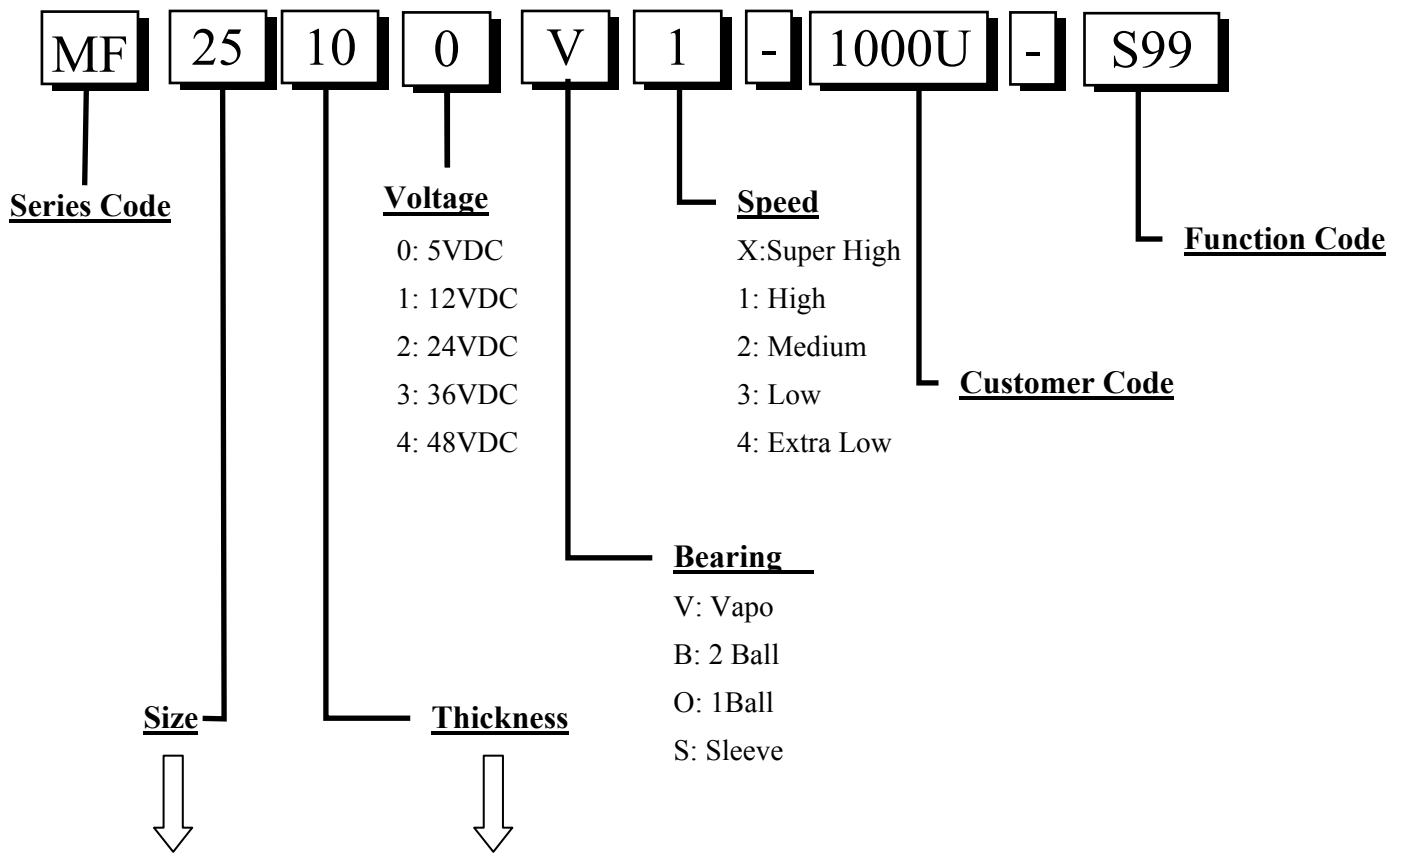 MF 25 10 0 V 1 - 1000U - S99
Series Code
Voltage
0: 5VDC
1: 12VDC
2: 24VDC
3: 36VDC
4: 48VDC
Speed
X:Super High
1: High
2: Medium
3: Low
4: Extra Low
Function Code
Customer Code
Bearing
V: Vapo
B: 2 Ball
O: 1Ball
S: Sleeve
Size
Thickness